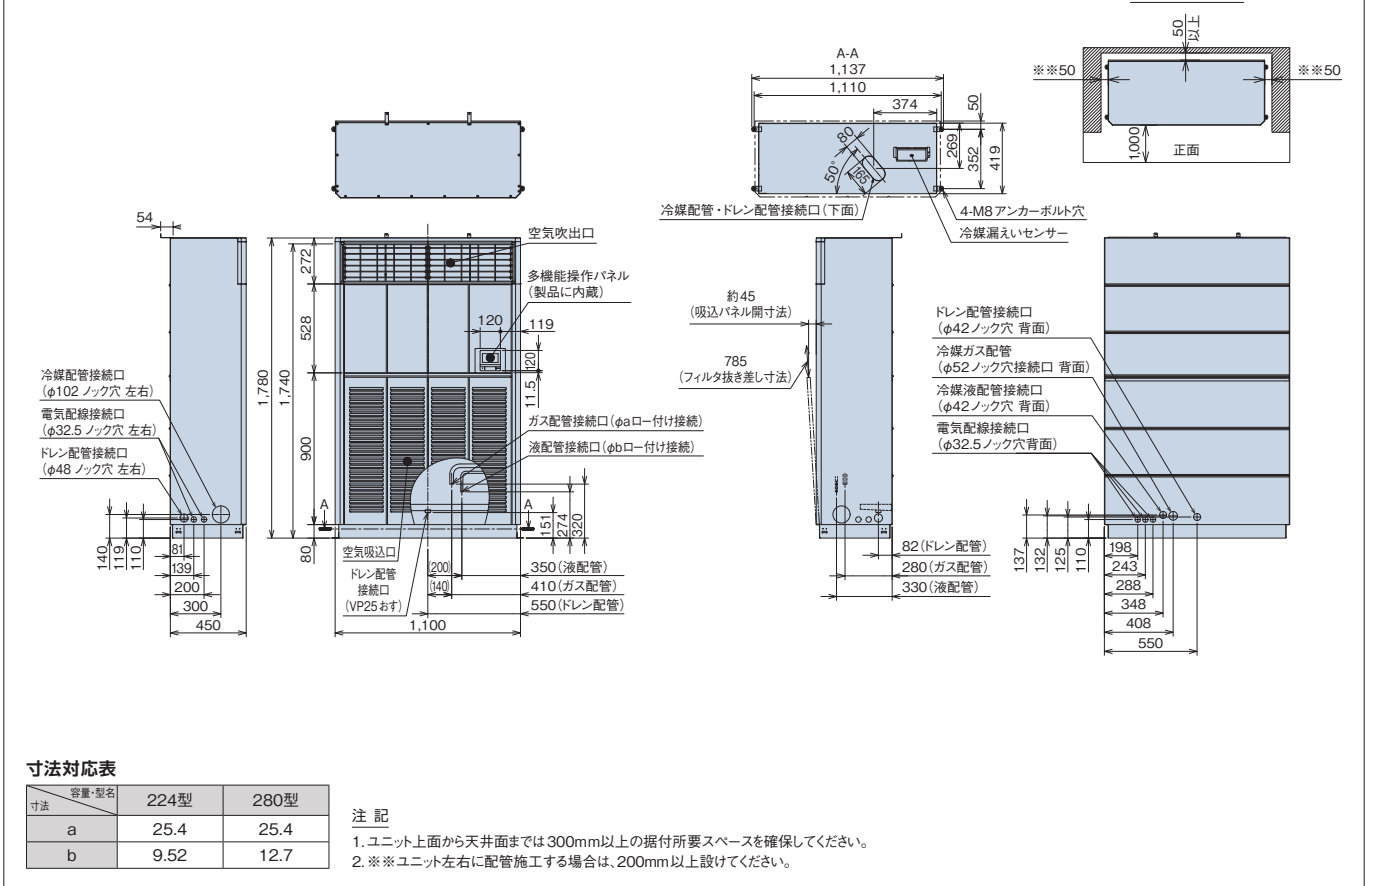 50
以上
※※50
※※50
1,000
正面
A-A
1,137
1,110
374
50
80
269
352
419
50°
165
冷媒配管・ドレン配管接続口（下面）
4-M8アンカーボルト穴
冷媒漏えいセンサー
54
冷媒配管接続口
（φ102 ノック穴 左右）
電気配線接続口
（φ32.5 ノック穴 左右）
ドレン配管接続口
（φ48 ノック穴 左右）
140
119
110
81
139
200
300
450
1,780
1,740
272
528
900
80
空気吹出口
多機能操作パネル
（製品に内蔵）
120
119
120
11.5
ガス配管接続口（φaロー付け接続）
液配管接続口（φbロー付け接続）
A
A
151
274
320
空気吸込口
ドレン配管
接続口
（VP25おす）
(200)
(140)
350（液配管）
410（ガス配管）
550（ドレン配管）
1,100
約45
（吸込パネル開寸法）
785
（フィルタ抜き差し寸法）
82（ドレン配管）
280（ガス配管）
330（液配管）
ドレン配管接続口
（φ42ノック穴 背面）
冷媒ガス配管
（φ52ノック穴接続口 背面）
冷媒液配管接続口
（φ42ノック穴 背面）
電気配線接続口
（φ32.5ノック穴背面）
137
132
125
110
198
243
288
348
408
550
寸法対応表
容量・型名
寸法
224型
280型
a
25.4
25.4
b
9.52
12.7
注 記
1. ユニット上面から天井面までは300mm以上の据付所要スペースを確保してください。
2. ※※ユニット左右に配管施工する場合は、200mm以上設けてください。